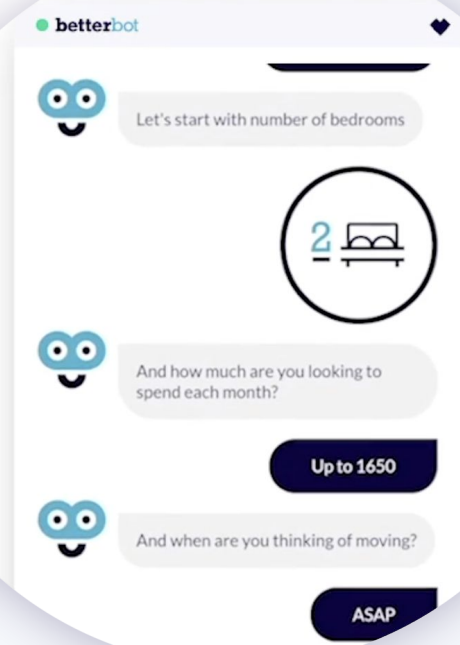 betterbot
Let's start with number of bedrooms
2
And how much are you looking to
spend each month?
Up to 1650
And when are you thinking of moving?
ASAP